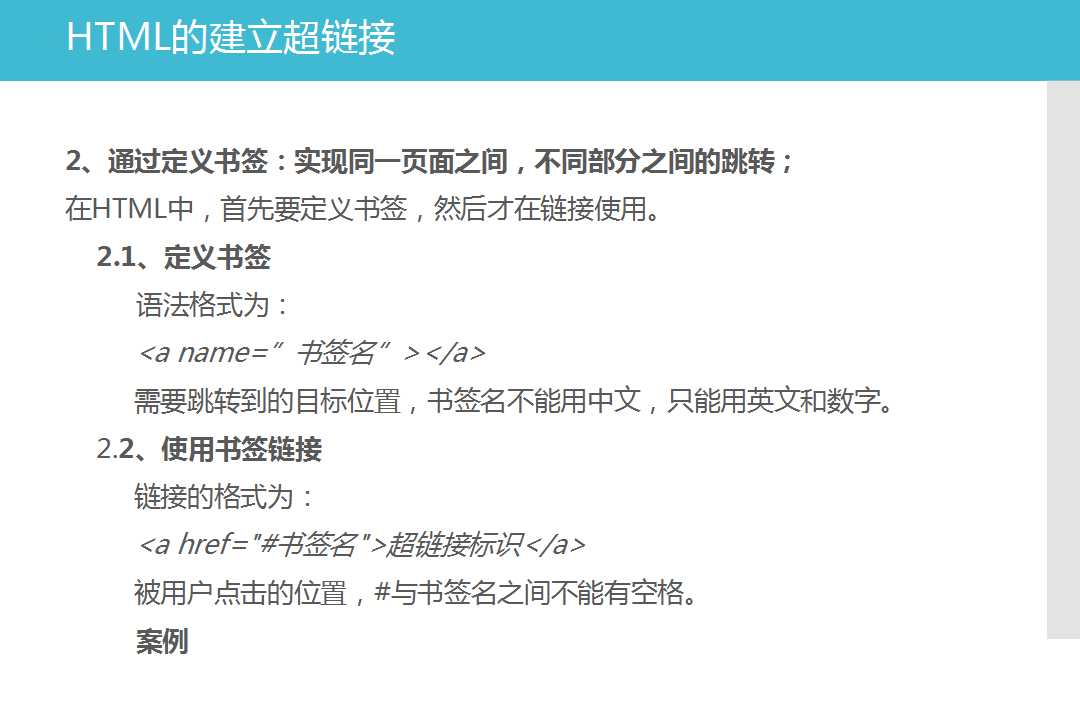 HTML的建立超链接
2、通过定义书签：实现同一页面之间，不同部分之间的跳转；
在HTML中，首先要定义书签，然后才在链接使用。
2.1、定义书签
语法格式为：
<a name=” 书签名” ></a>
需要跳转到的目标位置，书签名不能用中文，只能用英文和数字。
2.2、使用书签链接
链接的格式为：
<a href="#书签名">超链接标识</a>
被用户点击的位置，#与书签名之间不能有空格。
案例